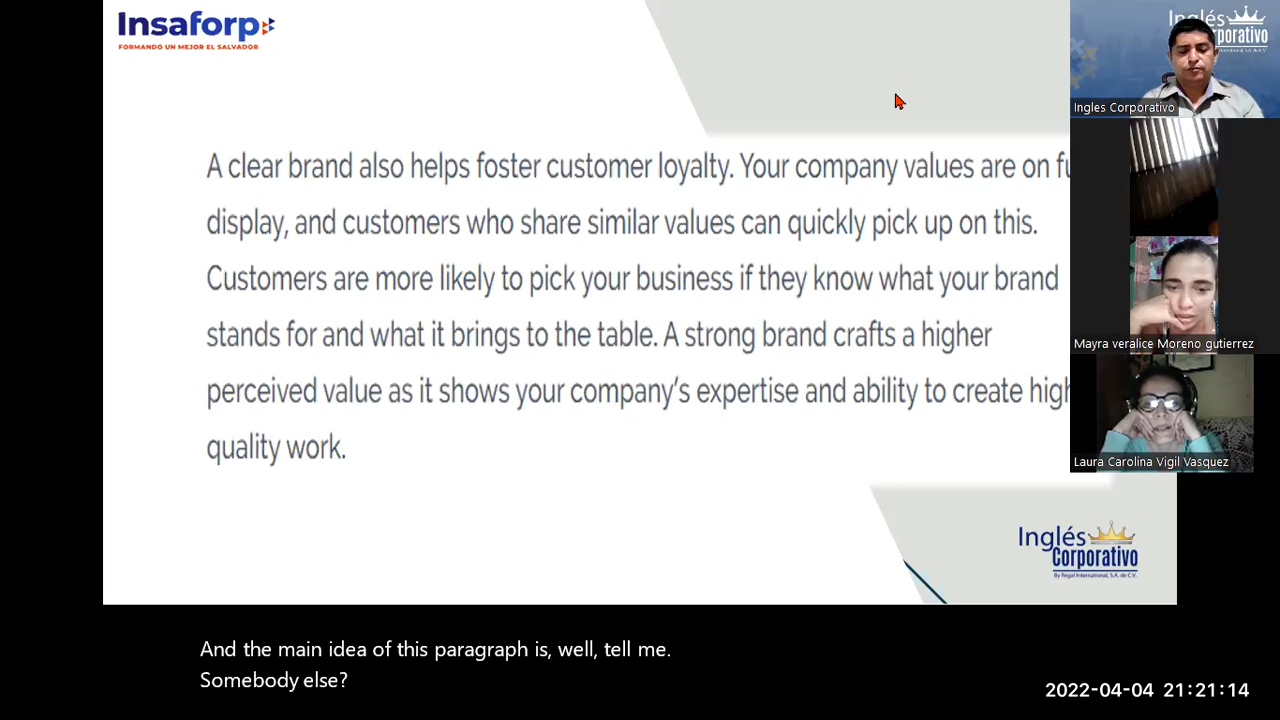 Insaforp
FORMANDO UN MEJOR EL SALVADOR
A clear brand also helps foster customer loyalty. Your company values are on
display, and customers who share similar values can quickly pick up on this.
Customers are more likely to pick your business if they know what your brand
stands for and what it brings to the table. A strong brand crafts a higher
perceived value as it shows your company’s expertise and ability to create
quality work.
Inglés
Corporativo
By Regal International, S.A. de C.V.
Inglés
Ingles Corporativo
Mayra veralice Moreno gutierrez
Laura Carolina Vigil Vasquez
And the main idea of this paragraph is, well, tell me.
Somebody else?
2022-04-04 21:21:14